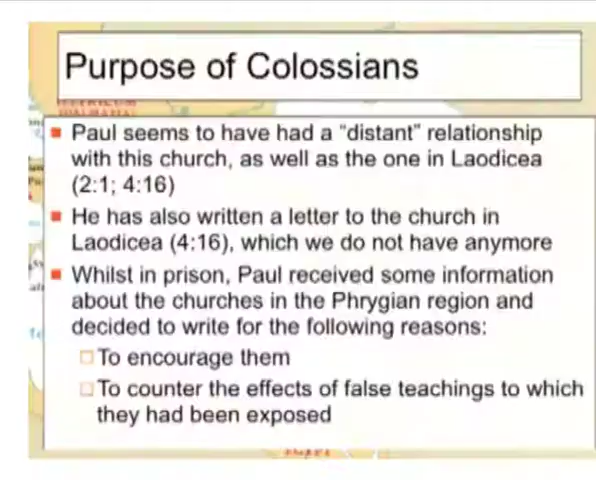 Purpose of Colossians
Paul seems to have had a "distant" relationship
with this church, as well as the one in Laodicea
(2:1; 4:16)
He has also written a letter to the church in
Laodicea (4:16), which we do not have anymore
Whilst in prison, Paul received some information
about the churches in the Phrygian region and
decided to write for the following reasons:
To encourage them
To counter the effects of false teachings to which
they had been exposed